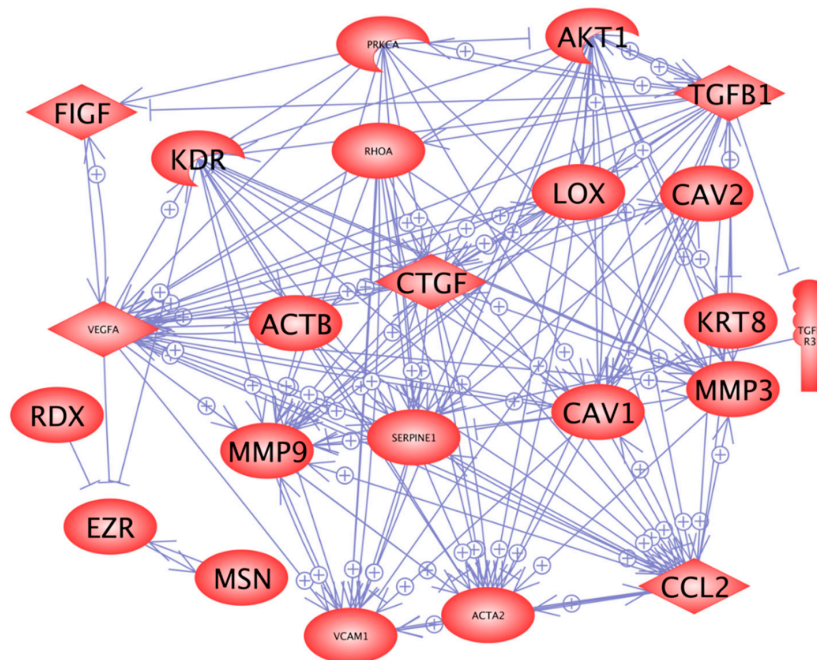 PRKCA
AKT1
FIGF
TGFB1
KDR
RHOA
LOX
CAV2
CTGF
VEGFA
ACTB
KRT8
TGF
R3
RDX
MMP9
SERPINE1
CAV1
MMP3
EZR
MSN
VCAM1
ACTA2
CCL2